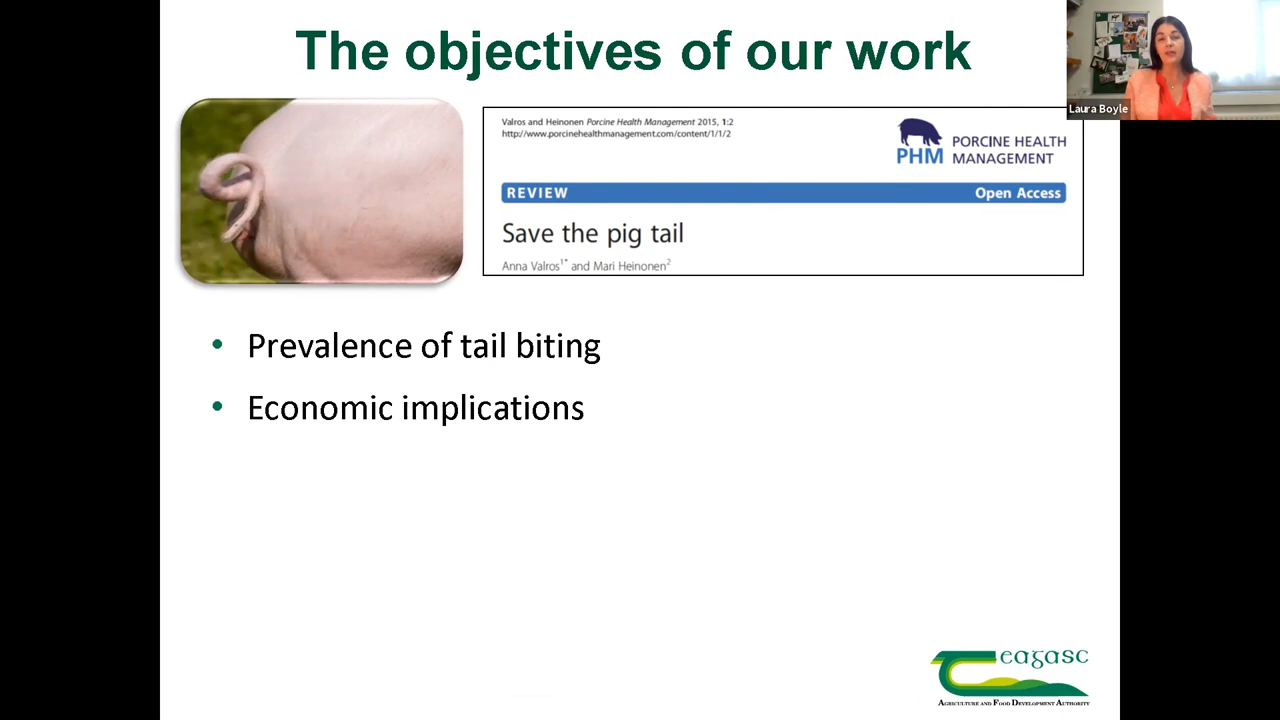 The objectives of our work
Laura Boyle
Valros and Heinonen Porcine Health Management 2015, 1:2
http://www.porcinehealthmanagement.com/content/1/1/2
PHM
PORCINE HEALTH
MANAGEMENT
REVIEW
Open Access
Save the pig tail
Anna Valros1* and Mari Heinonen2
• Prevalence of tail biting
• Economic implications
Teagasc
AGRICULTURE AND FOOD DEVELOPMENT AUTHORITY